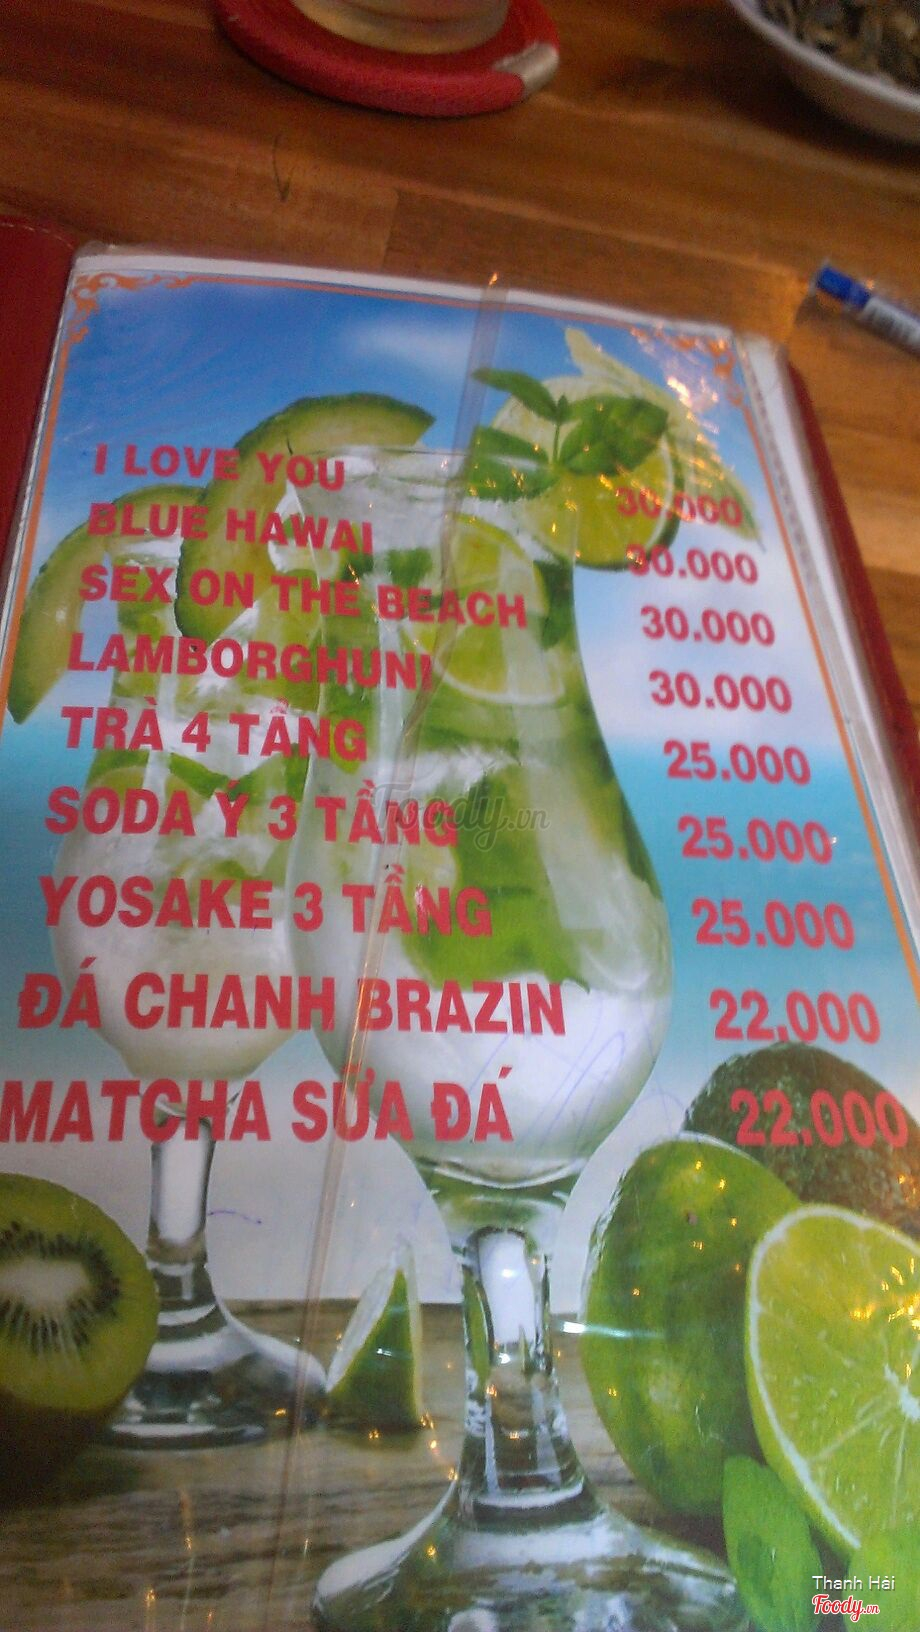 I LOVE YOU 30.000
BLUE HAWAI 30.000
SEX ON THE BEACH 30.000
LAMBORGHUNI 30.000
TRÀ 4 TẦNG 25.000
SODA Ý 3 TẦNG 25.000
YOSAKE 3 TẦNG 25.000
ĐÁ CHANH BRAZIN 22,000
MATCHA SỮA ĐÁ 22,000
Foody.vn
Thanh Hải
Foody.vn